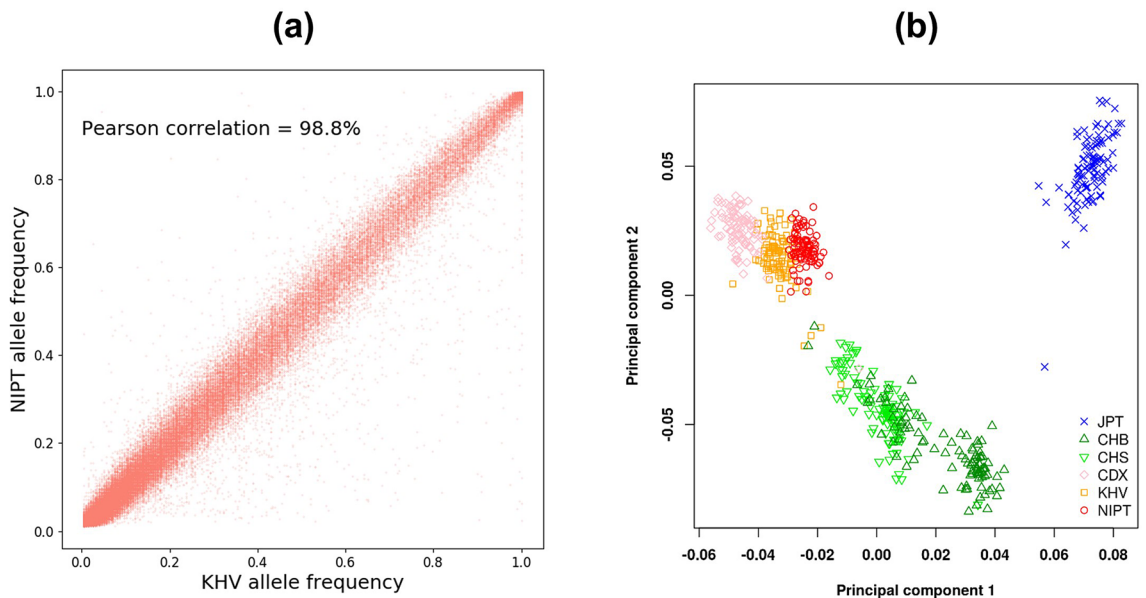 (a)
Pearson correlation = 98.8%
NIPT allele frequency
1.0
0.8
0.6
0.4
0.2
0.0
0.0 0.2 0.4 0.6 0.8 1.0
KHV allele frequency
(b)
Principal component 2
0.05
0.00
-0.05
JPT
CHB
CHS
CDX
KHV
NIPT
-0.06 -0.04 -0.02 0.00 0.02 0.04 0.06 0.08
Principal component 1